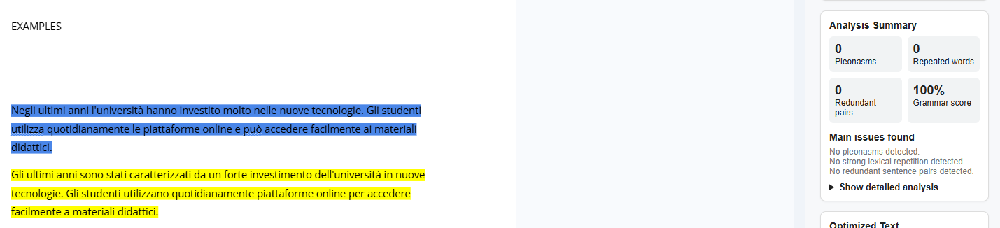 EXAMPLES
Negli ultimi anni l'università hanno investito molto nelle nuove tecnologie. Gli studenti
utilizza quotidianamente le piattaforme online e può accedere facilmente ai materiali
didattici.
Gli ultimi anni sono stati caratterizzati da un forte investimento dell'università in nuove
tecnologie. Gli studenti utilizzano quotidianamente piattaforme online per accedere
facilmente a materiali didattici.
Analysis Summary
0
Pleonasms
0
Repeated words
0
Redundant
pairs
100%
Grammar score
Main issues found
No pleonasms detected.
No strong lexical repetition detected.
No redundant sentence pairs detected.
Show detailed analysis
Optimized Text